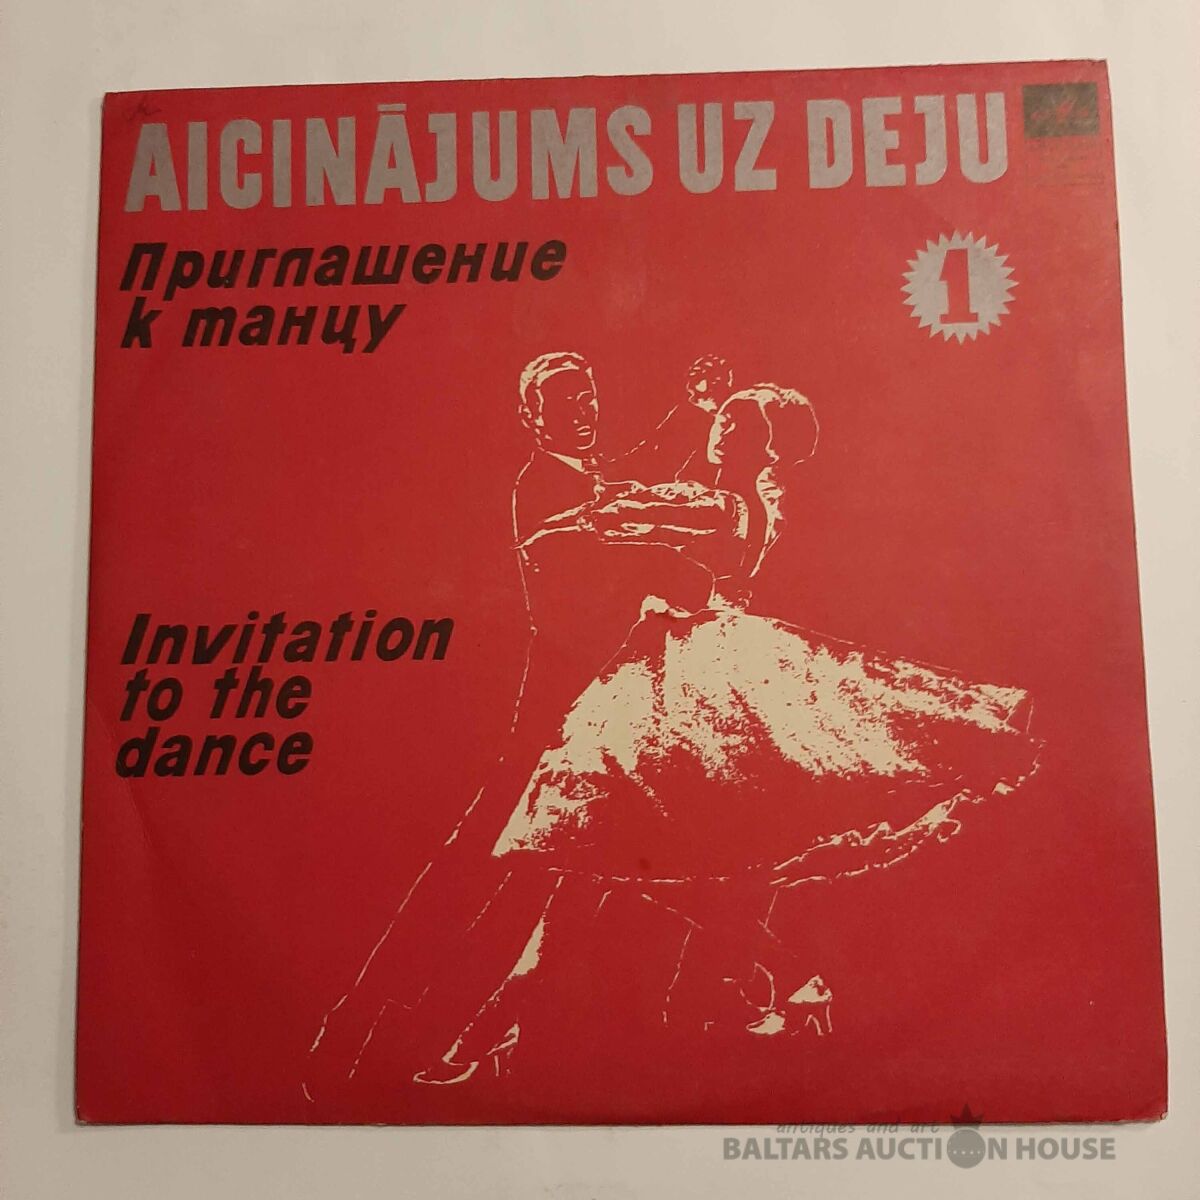 AICINĀJUMS UZ DEJU
Приглашение
к танцу
1
Invitation
to the
dance
antiques and art
BALTARS AUCTION HOUSE